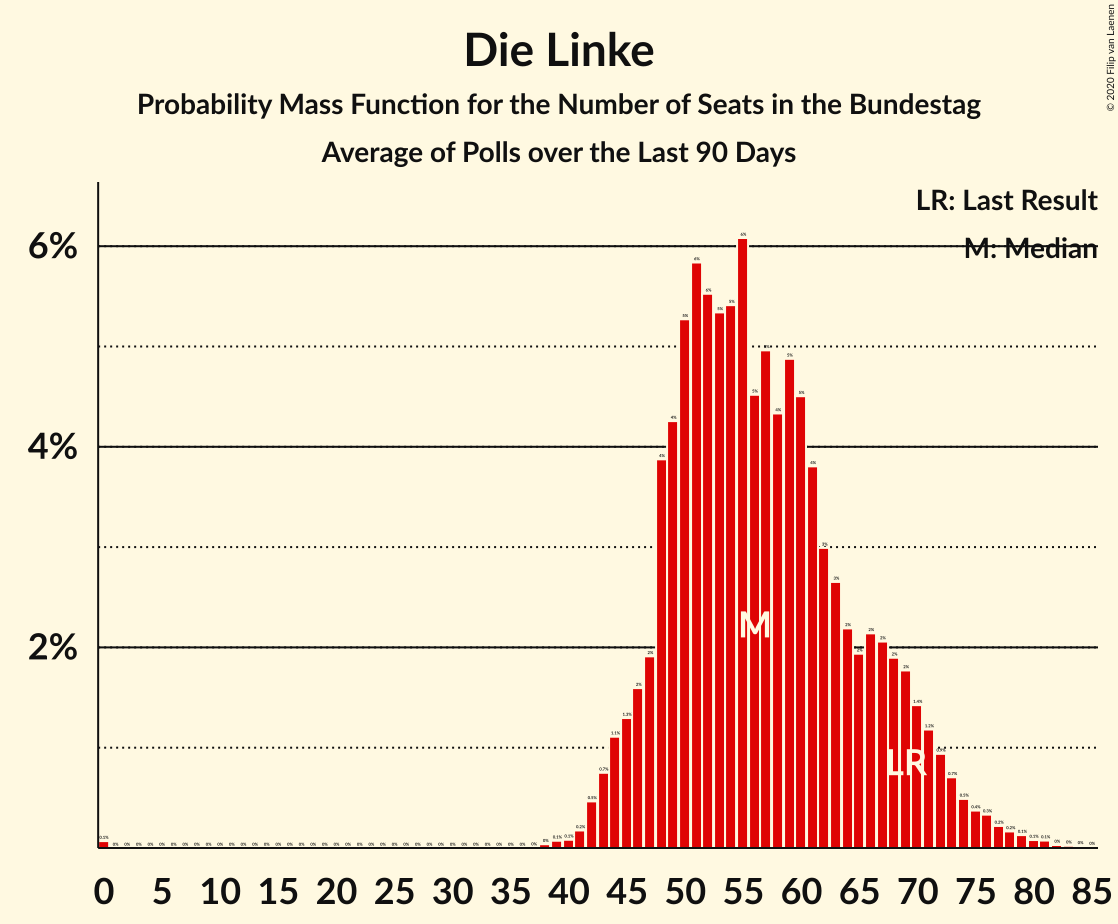 Die Linke
Probability Mass Function for the Number of Seats in the Bundestag
Average of Polls over the Last 90 Days
© 2020 Filip van Laenen
LR: Last Result
M: Median
6%
4%
2%
M
LR
0 5 10 15 20 25 30 35 40 45 50 55 60 65 70 75 80 85